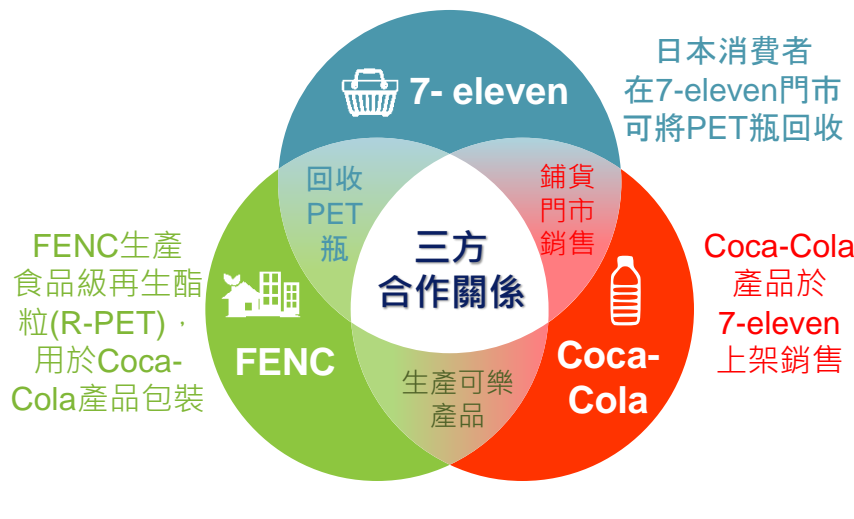 7- eleven
日本消費者
在7-eleven門市
可將PET瓶回收
回收
PET
瓶
鋪貨
門市
銷售
三方
合作關係
FENC生產
食品級再生酯
粒(R-PET)，
用於Coca-
Cola產品包裝
FENC
Coca-
Cola
Coca-Cola
產品於
7-eleven
上架銷售
生產可樂
產品